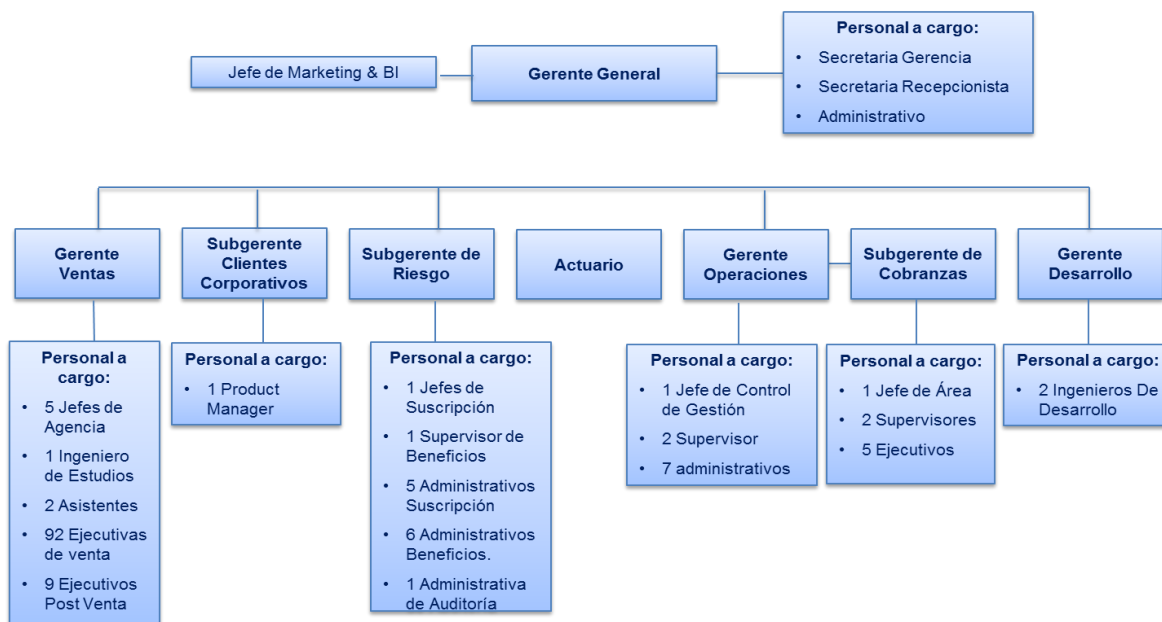 Jefe de Marketing & BI
Gerente General
Personal a cargo:
• Secretaria Gerencia
• Secretaria Recepcionista
• Administrativo
Gerente
Ventas
Subgerente
Clientes
Corporativos
Subgerente de
Riesgo
Actuario
Gerente
Operaciones
Subgerente de
Cobranzas
Gerente
Desarrollo
Personal a
cargo:
• 5 Jefes de
Agencia
• 1 Ingeniero
de Estudios
• 2 Asistentes
• 92 Ejecutivas
de venta
• 9 Ejecutivos
Post Venta
Personal a cargo:
• 1 Product
Manager
Personal a cargo:
• 1 Jefes de
Suscripción
• 1 Supervisor de
Beneficios
• 5 Administrativos
Suscripción
• 6 Administrativos
Beneficios.
• 1 Administrativa
de Auditoría
Personal a cargo:
• 1 Jefe de Control
de Gestión
• 2 Supervisor
• 7 administrativos
Personal a cargo:
• 1 Jefe de Área
• 2 Supervisores
• 5 Ejecutivos
Personal a cargo:
• 2 Ingenieros De
Desarrollo